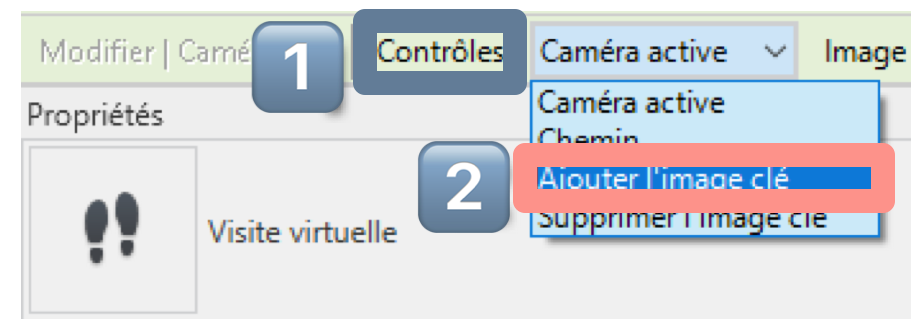 Modifier | Camé 1 Contrôles Caméra active Image
Propriétés
Caméra active
Chemin
2 Ajouter l'image clé
Supprimer l'image clé
Visite virtuelle